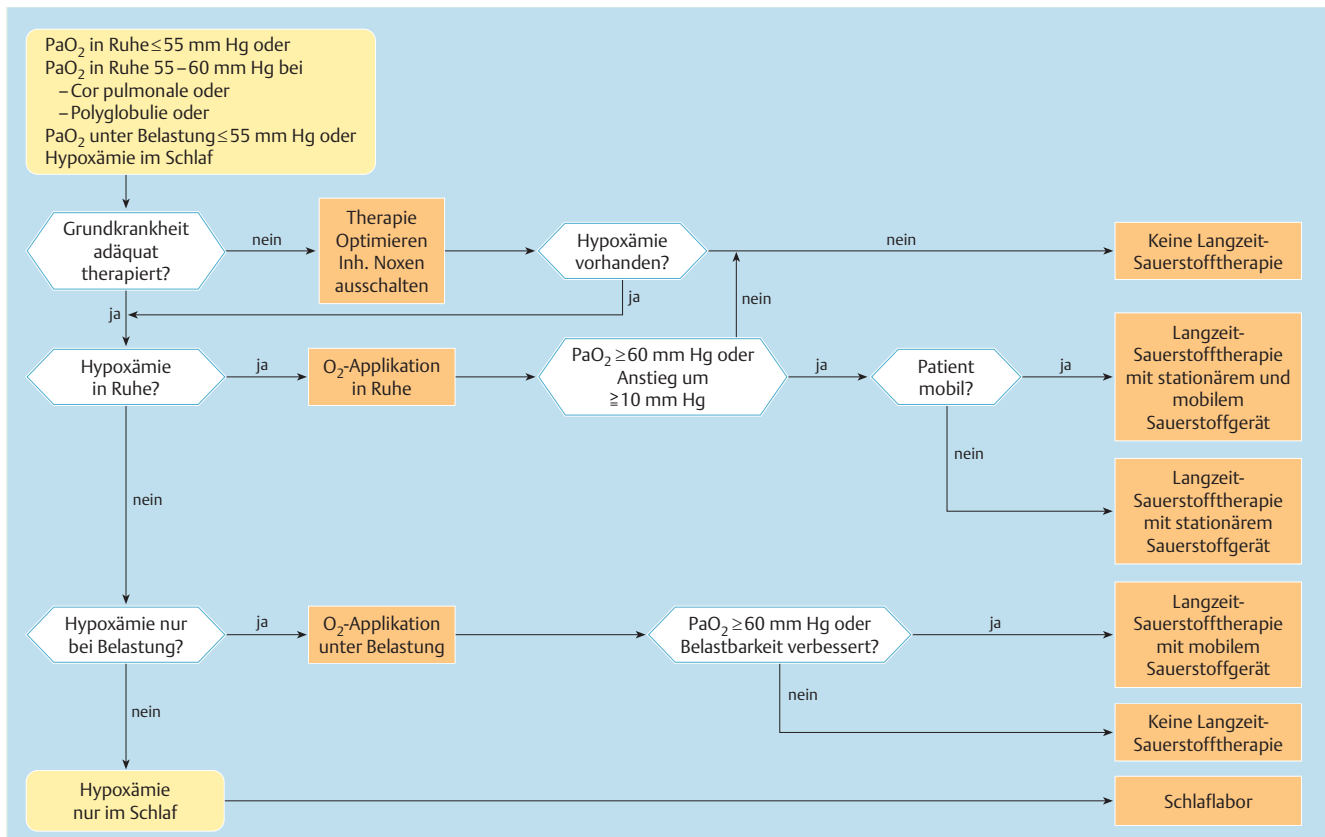 PaO₂ in Ruhe ≤ 55 mm Hg oder
PaO₂ in Ruhe 55 – 60 mm Hg bei
– Cor pulmonale oder
– Polyglobulie oder
PaO₂ unter Belastung ≤ 55 mm Hg oder
Hypoxämie im Schlaf
Grundkrankheit
adäquat
therapiert?
nein
Therapie
Optimieren
Inh. Noxen
ausschalten
Hypoxämie
vorhanden?
nein
Keine Langzeit-
Sauerstofftherapie
ja
ja
nein
Hypoxämie
in Ruhe?
ja
O₂-Applikation
in Ruhe
PaO₂ ≥ 60 mm Hg oder
Anstieg um
≧ 10 mm Hg
ja
Patient
mobil?
ja
Langzeit-
Sauerstofftherapie
mit stationärem und
mobilem
Sauerstoffgerät
nein
nein
Langzeit-
Sauerstofftherapie
mit stationärem
Sauerstoffgerät
Hypoxämie nur
bei Belastung?
ja
O₂-Applikation
unter Belastung
PaO₂ ≥ 60 mm Hg oder
Belastbarkeit verbessert?
ja
Langzeit-
Sauerstofftherapie
mit mobilem
Sauerstoffgerät
nein
nein
Keine Langzeit-
Sauerstofftherapie
Hypoxämie
nur im Schlaf
Schlaflabor